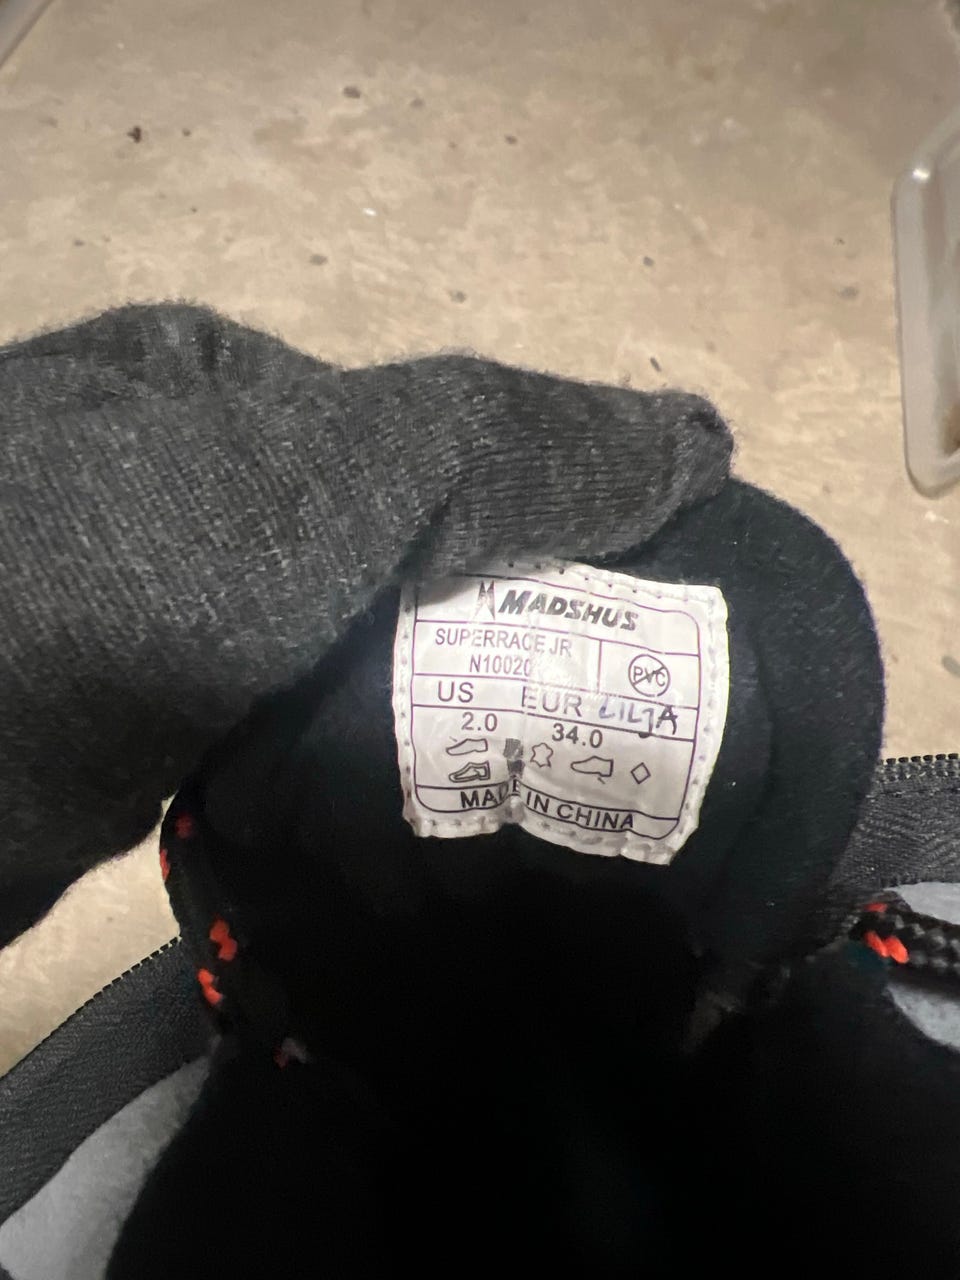 MADSHUS
SUPERRACE JR
N10020
PVC
US EUR LILJA
2.0 34.0
MADE IN CHINA